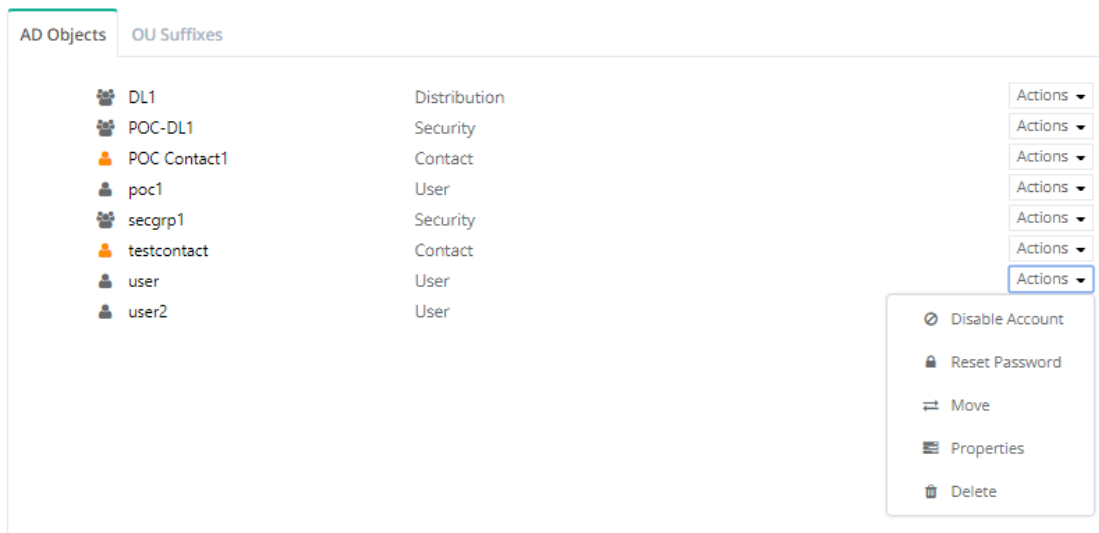 AD Objects OU Suffixes
DL1 Distribution Actions
POC-DL1 Security Actions
POC Contact1 Contact Actions
poc1 User Actions
secgrp1 Security Actions
testcontact Contact Actions
user User Actions
user2 User
Disable Account
Reset Password
Move
Properties
Delete